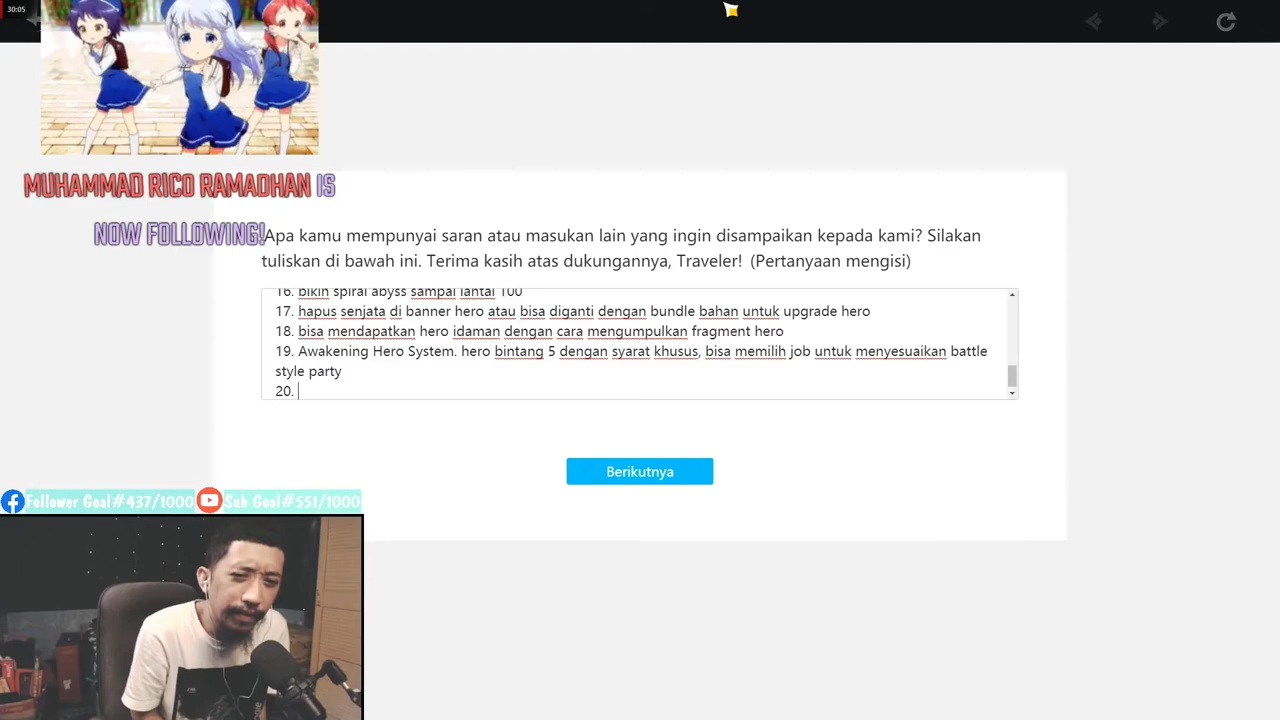 30:05
MUHAMMAD RICO RAMADHAN IS
NOW FOLLOWING!
Apa kamu mempunyai saran atau masukan lain yang ingin disampaikan kepada kami? Silakan
tuliskan di bawah ini. Terima kasih atas dukungannya, Traveler! (Pertanyaan mengisi)
16. bikin spiral abyss sampai lantai 100
17. hapus senjata di banner hero atau bisa diganti dengan bundle bahan untuk upgrade hero
18. bisa mendapatkan hero idaman dengan cara mengumpulkan fragment hero
19. Awakening Hero System. hero bintang 5 dengan syarat khusus, bisa memilih job untuk menyesuaikan battle
style party
20.
Berikutnya
Follower Goal#437/1000 Sub Goal#551/1000